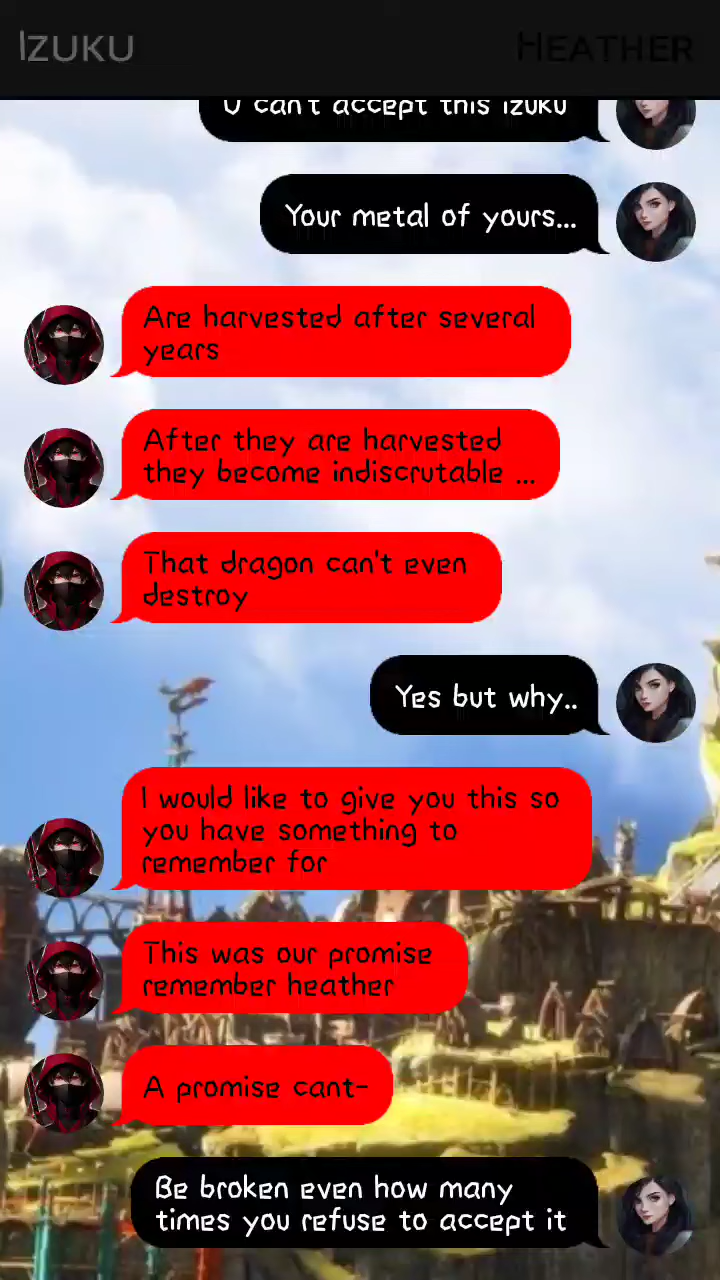 IZUKU
HEATHER
U can't accept this izuku
Your metal of yours...
Are harvested after several
years
After they are harvested
they become indiscrutable ...
That dragon can't even
destroy
Yes but why..
I would like to give you this so
you have something to
remember for
This was our promise
remember heather
A promise cant-
Be broken even how many
times you refuse to accept it